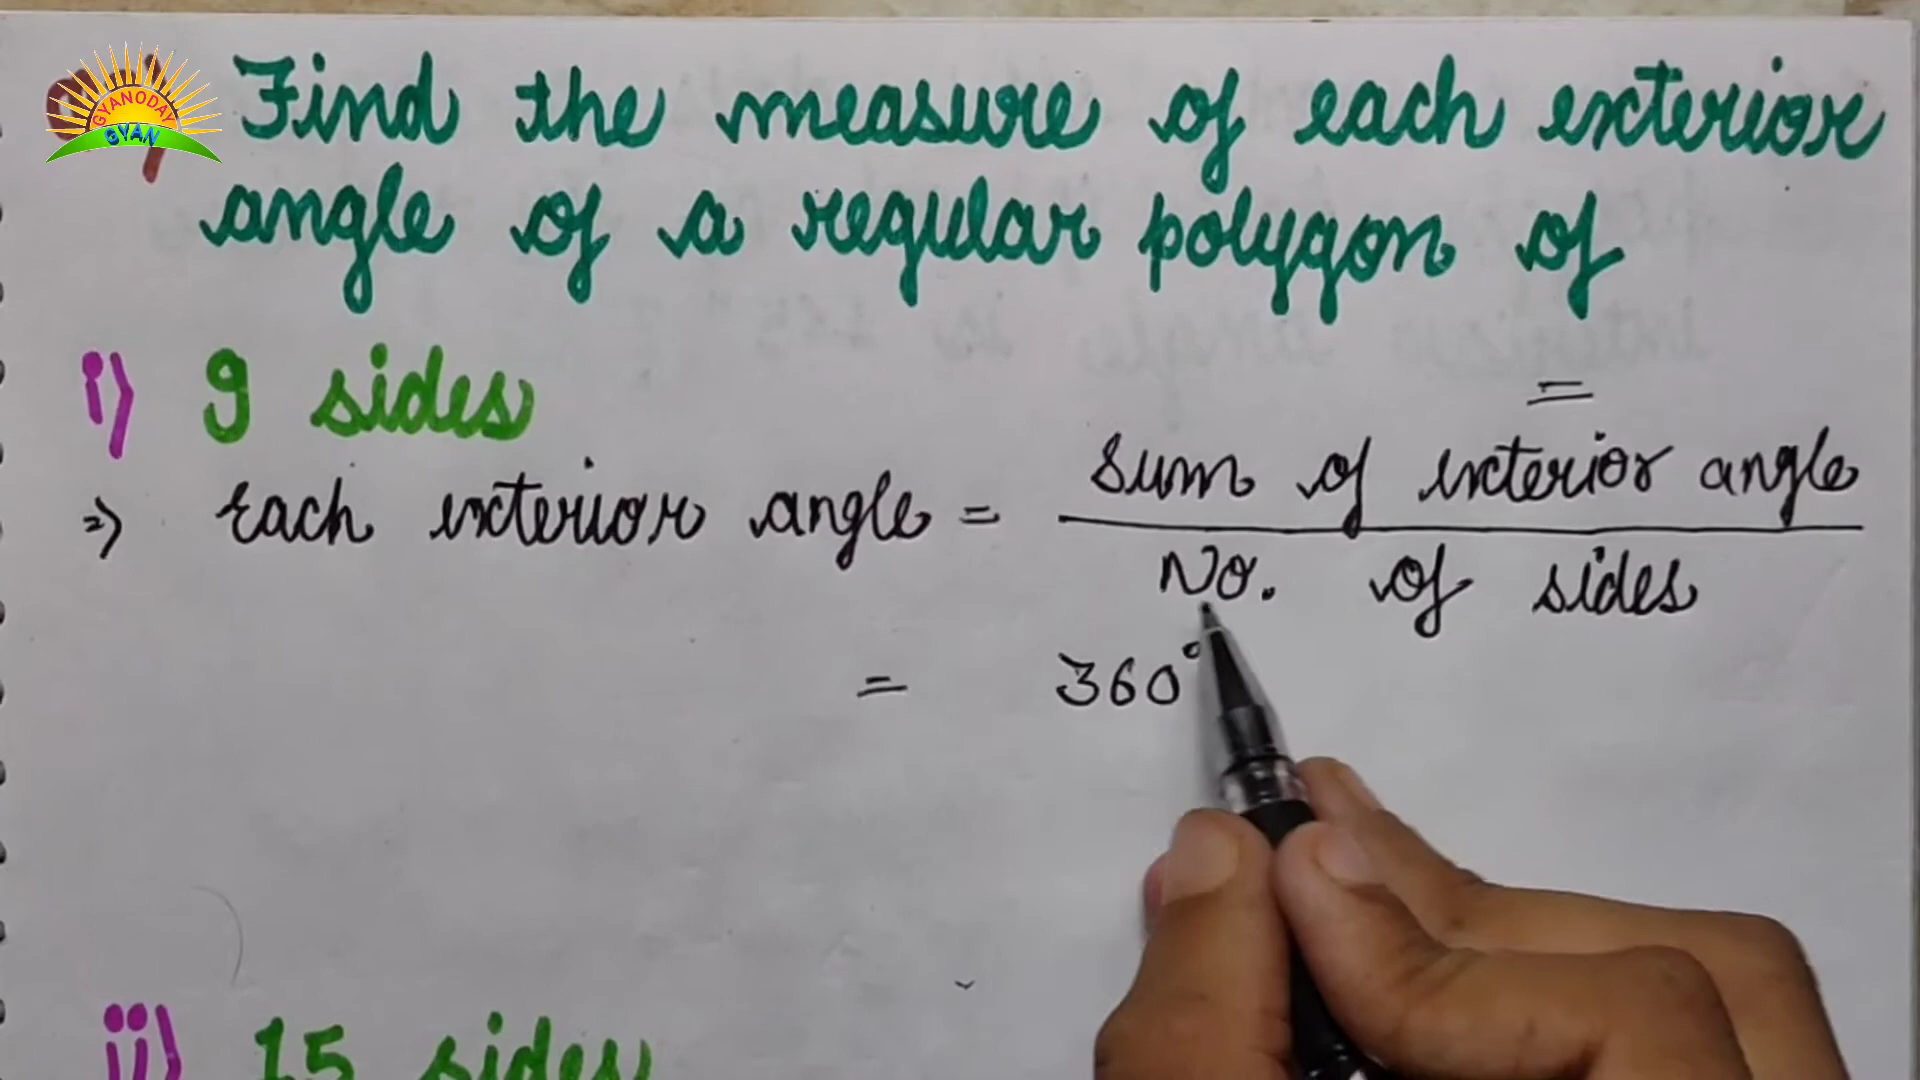 GYANODAY
GYAN
Find the measure of each exterior
angle of a regular polygon of
i) 9 sides
=
⇒ Each exterior angle = Sum of exterior angle
No. of sides
= 360°
ii) 15 sides